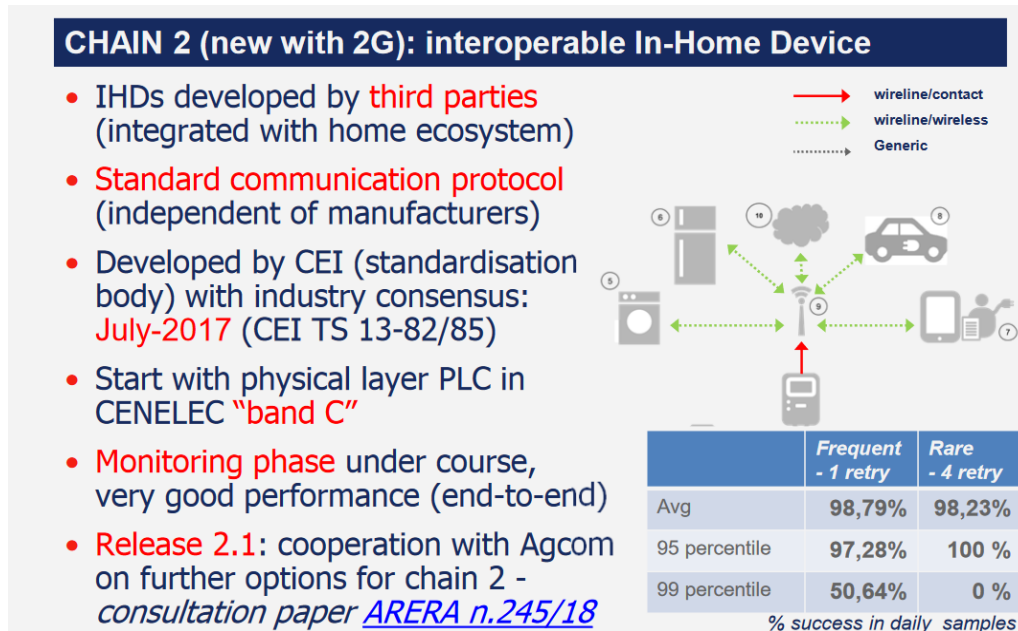 CHAIN 2 (new with 2G): interoperable In-Home Device
• IHDs developed by third parties
(integrated with home ecosystem)
• Standard communication protocol
(independent of manufacturers)
• Developed by CEI (standardisation
body) with industry consensus:
July-2017 (CEI TS 13-82/85)
• Start with physical layer PLC in
CENELEC “band C”
• Monitoring phase under course,
very good performance (end-to-end)
• Release 2.1: cooperation with Agcom
on further options for chain 2 -
consultation paper ARERA n.245/18
wireline/contact
wireline/wireless
Generic
6
10
8
5
9
7
Frequent - 1 retry
Rare - 4 retry
Avg 98,79% 98,23%
95 percentile 97,28% 100 %
99 percentile 50,64% 0 %
% success in daily samples